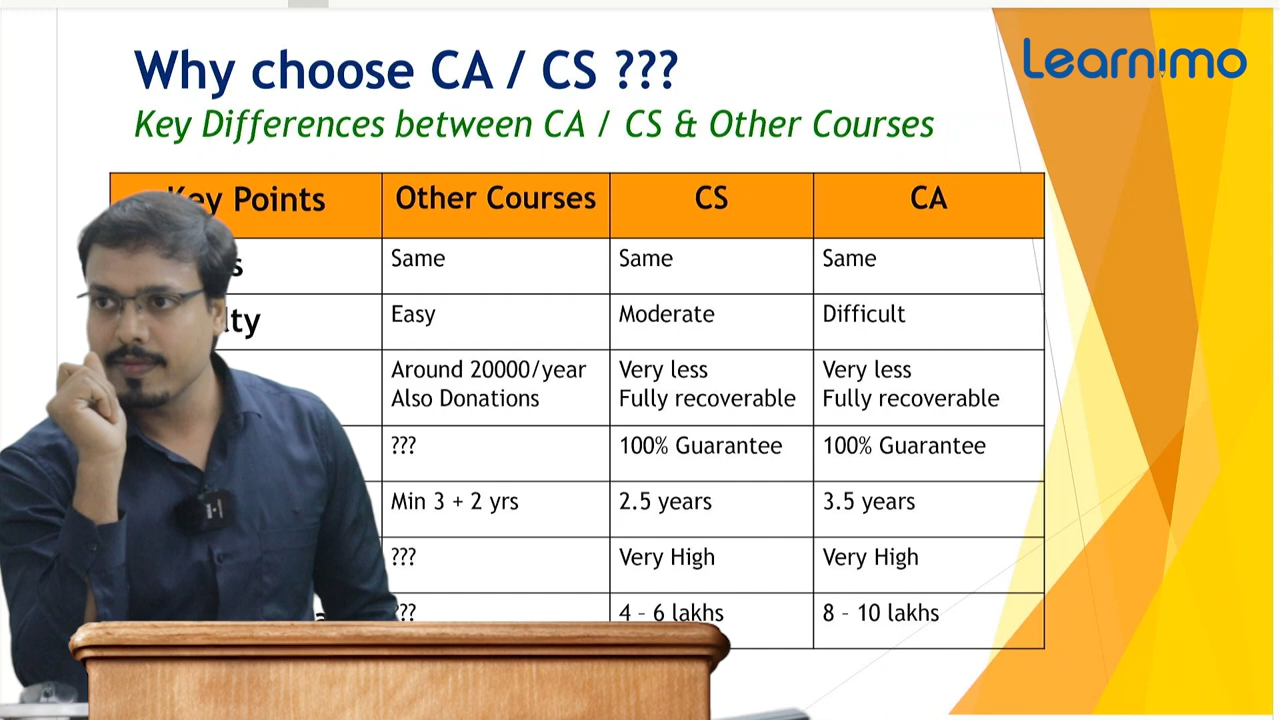 Why choose CA / CS ???
Learnimo
Key Differences between CA / CS & Other Courses
Key Points Other Courses CS CA
Same Same Same
Easy Moderate Difficult
Around 20000/year Very less Very less
Also Donations Fully recoverable Fully recoverable
??? 100% Guarantee 100% Guarantee
Min 3 + 2 yrs 2.5 years 3.5 years
??? Very High Very High
??? 4 – 6 lakhs 8 – 10 lakhs